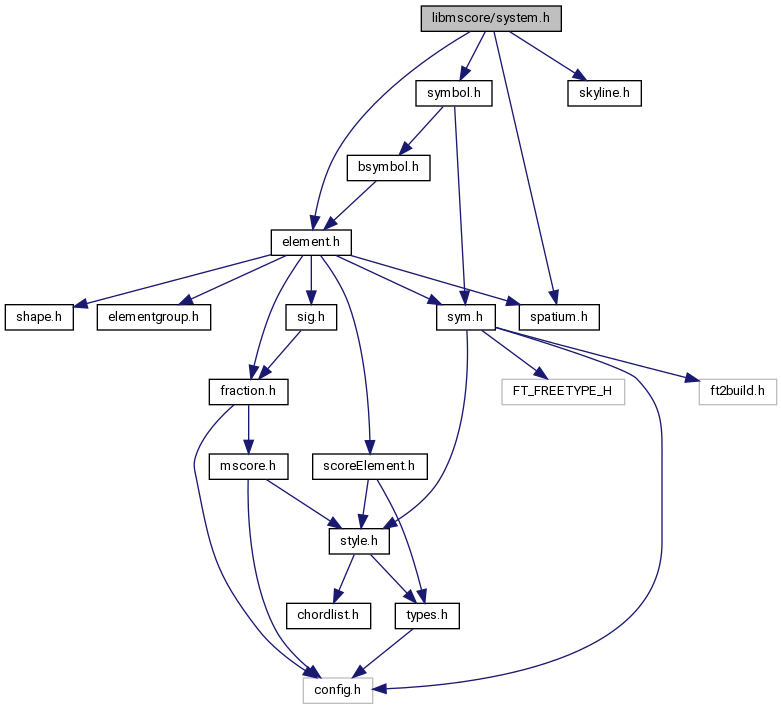 libmscore/system.h
symbol.h
skyline.h
bsymbol.h
element.h
shape.h
elementgroup.h
sig.h
sym.h
spatium.h
fraction.h
FT_FREETYPE_H
ft2build.h
mscore.h
scoreElement.h
style.h
chordlist.h
types.h
config.h